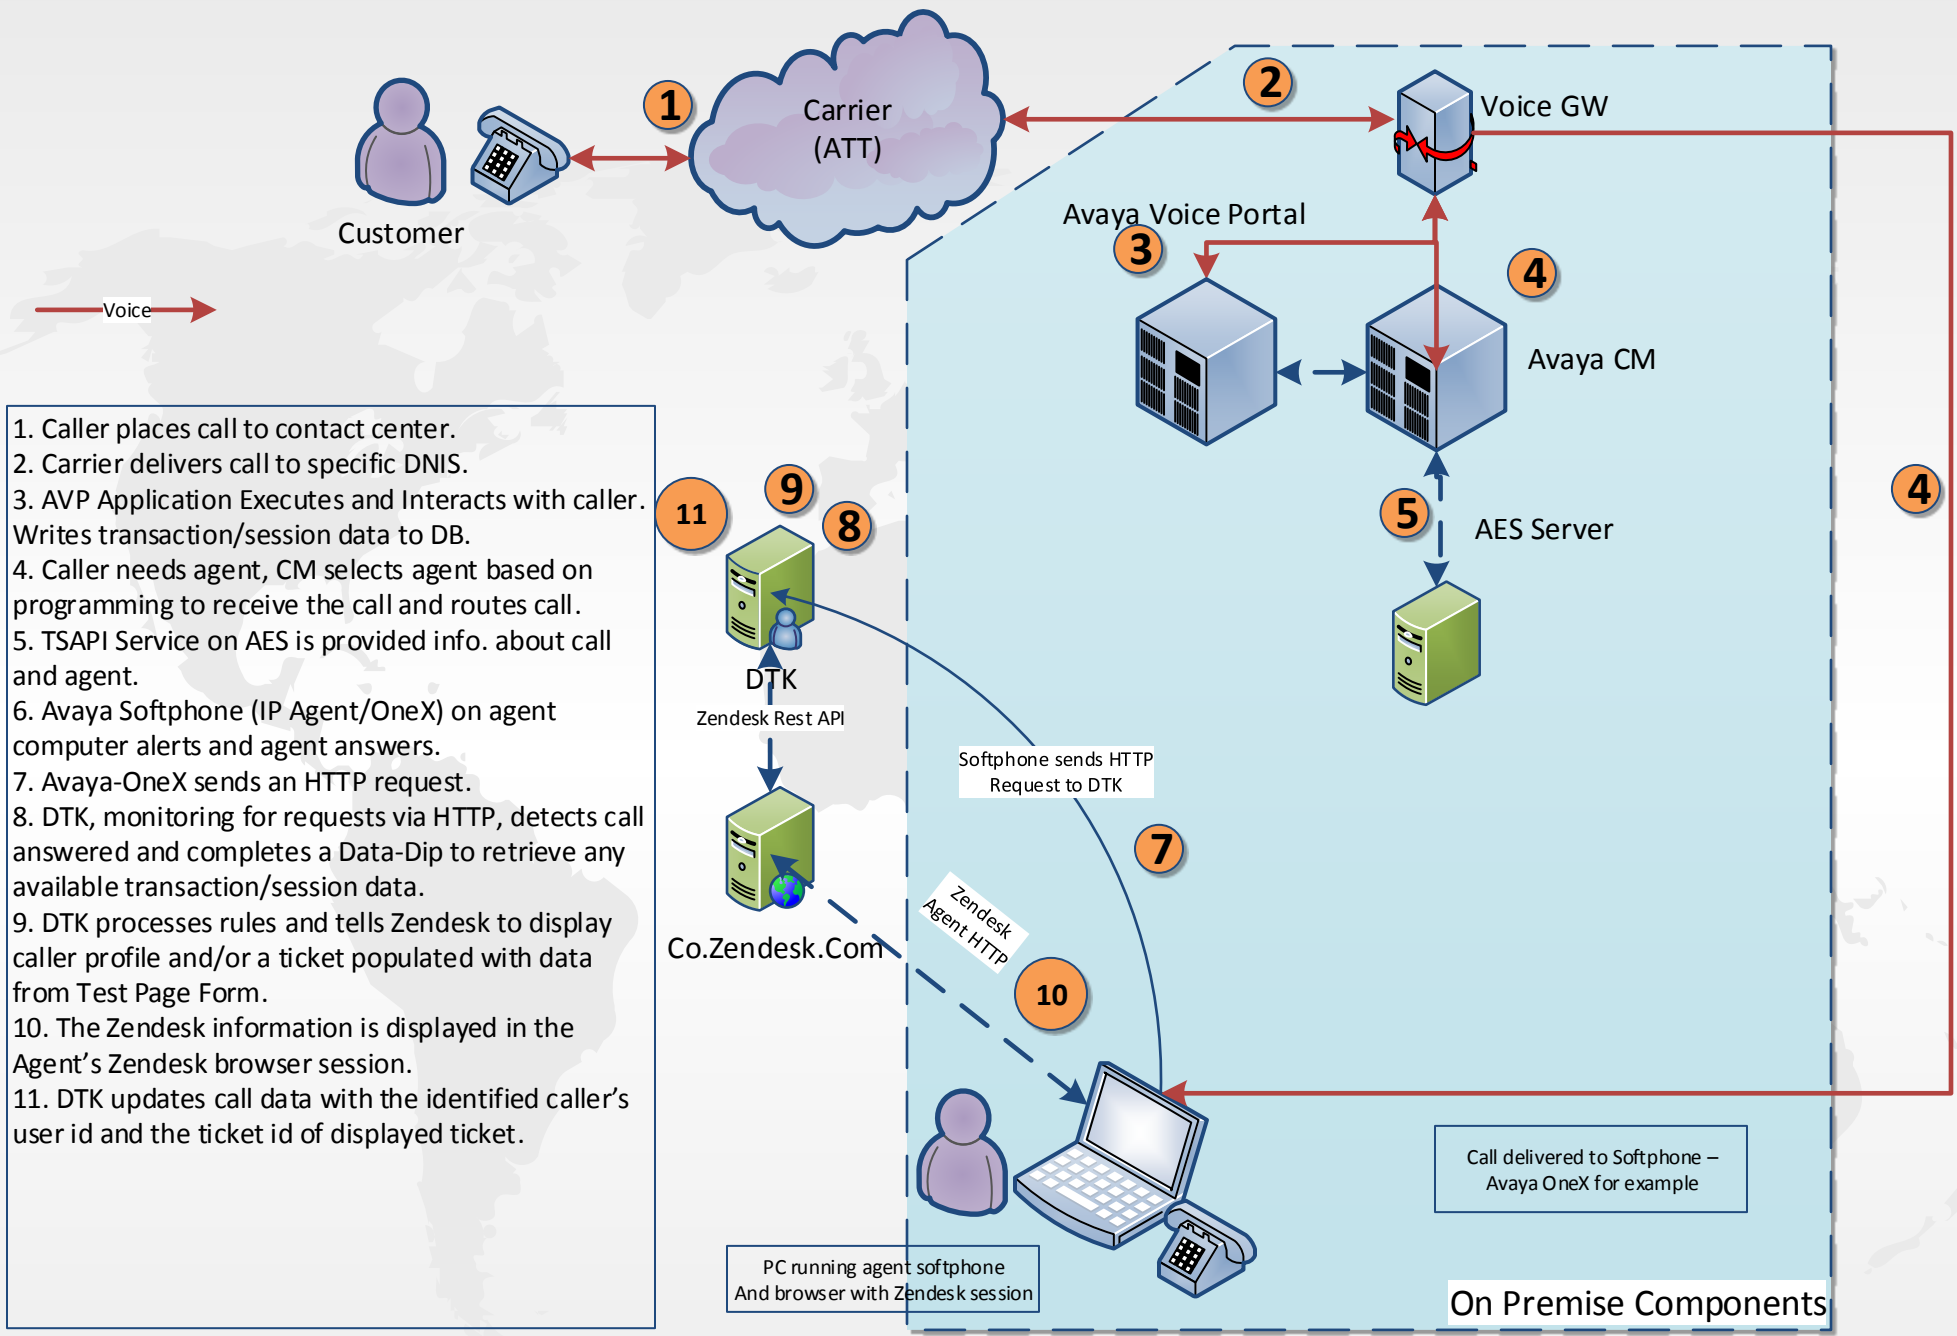 1
Carrier
(ATT)
2
Voice GW
Customer
Avaya Voice Portal
3
4
Voice
Avaya CM
1. Caller places call to contact center.
2. Carrier delivers call to specific DNIS.
3. AVP Application Executes and Interacts with caller.
Writes transaction/session data to DB.
4. Caller needs agent, CM selects agent based on
programming to receive the call and routes call.
5. TSAPI Service on AES is provided info. about call
and agent.
6. Avaya Softphone (IP Agent/OneX) on agent
computer alerts and agent answers.
7. Avaya-OneX sends an HTTP request.
8. DTK, monitoring for requests via HTTP, detects call
answered and completes a Data-Dip to retrieve any
available transaction/session data.
9. DTK processes rules and tells Zendesk to display
caller profile and/or a ticket populated with data
from Test Page Form.
10. The Zendesk information is displayed in the
Agent’s Zendesk browser session.
11. DTK updates call data with the identified caller’s
user id and the ticket id of displayed ticket.
11
9
8
5
AES Server
4
DTK
Zendesk Rest API
Softphone sends HTTP
Request to DTK
7
Co.Zendesk.Com
Zendesk
Agent HTTP
10
Call delivered to Softphone –
Avaya OneX for example
PC running agent softphone
And browser with Zendesk session
On Premise Components